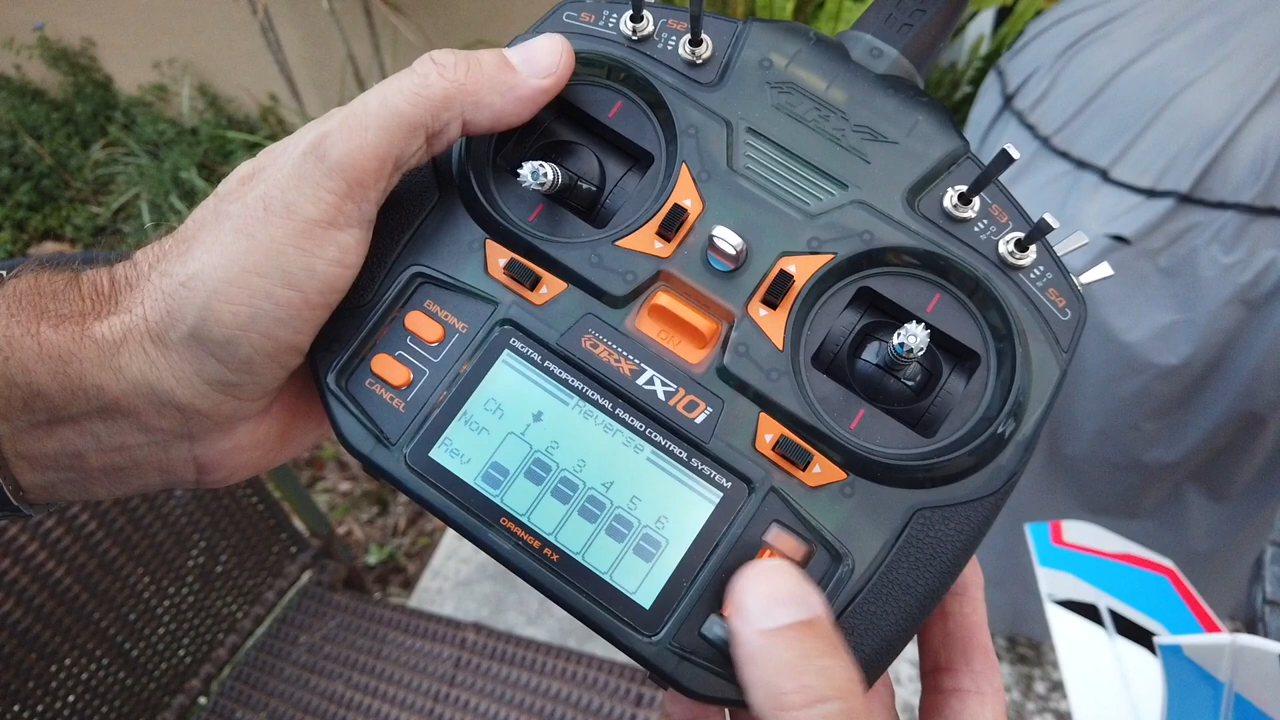 S1
S2
ORX
S3
S4
BINDING
CANCEL
ON
ORX TX10i
DIGITAL PROPORTIONAL RADIO CONTROL SYSTEM
Reverse
Ch 1 2 3 4 5 6
Nor
Rev
ORANGE RX